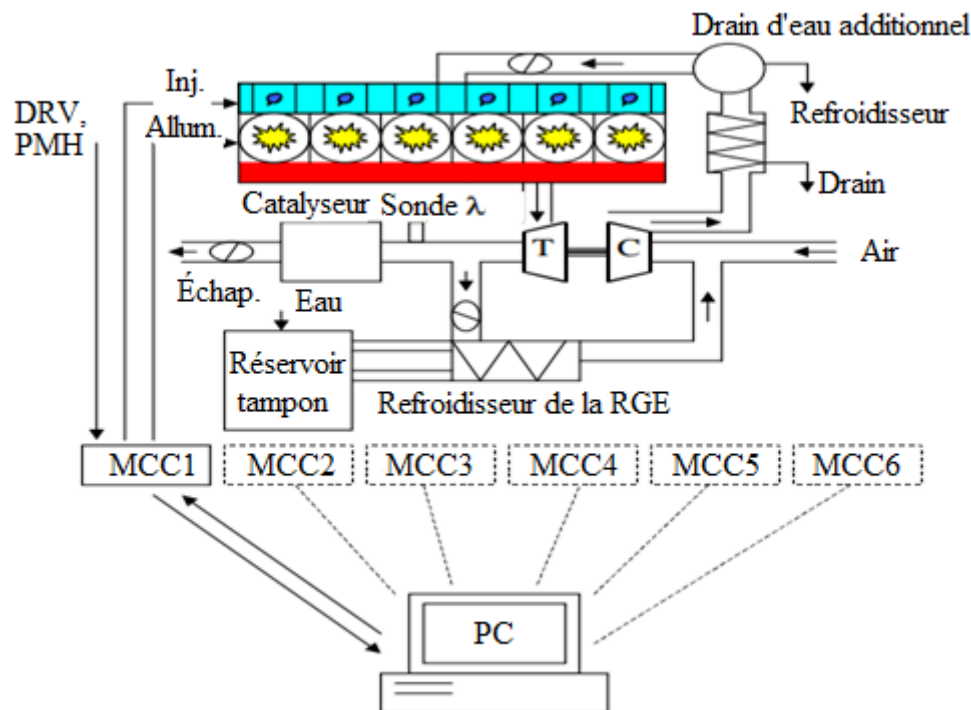 Drain d'eau additionnel
Inj.
DRV,
PMH
Allum.
Refroidisseur
Drain
Catalyseur
Sonde λ
T
C
Air
Échap.
Eau
Réservoir
tampon
Refroidisseur de la RGE
MCC1
MCC2
MCC3
MCC4
MCC5
MCC6
PC